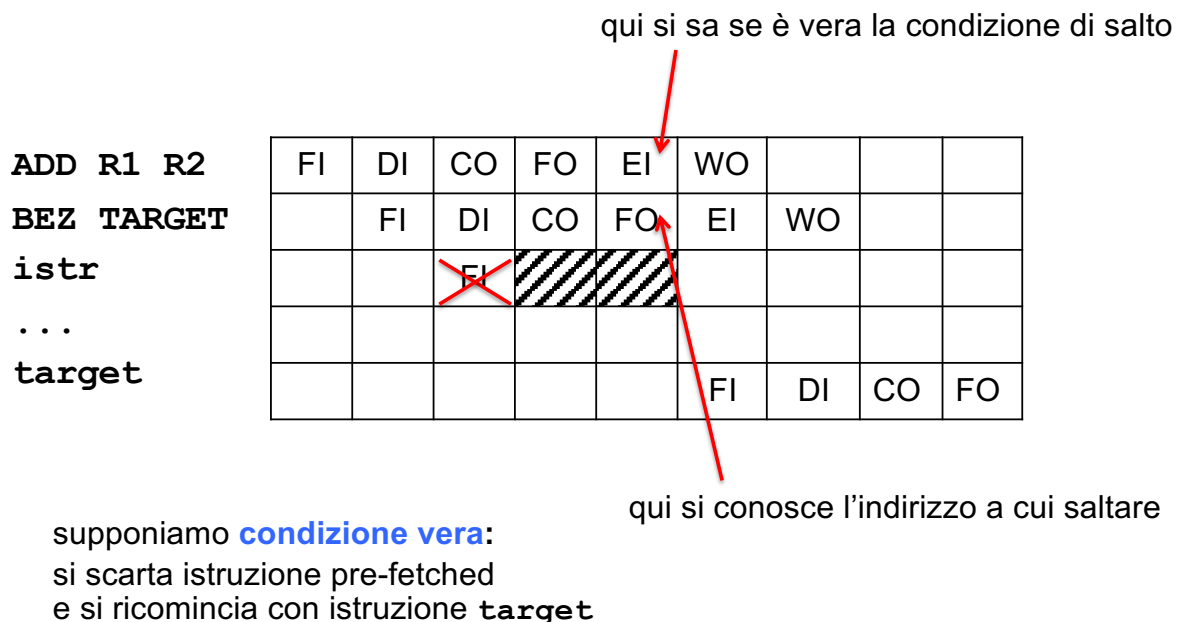 qui si sa se è vera la condizione di salto
ADD R1 R2 FI DI CO FO EI WO
BEZ TARGET FI DI CO FO EI WO
istr FI
...
target FI DI CO FO
qui si conosce l’indirizzo a cui saltare
supponiamo condizione vera:
si scarta istruzione pre-fetched
e si ricomincia con istruzione target